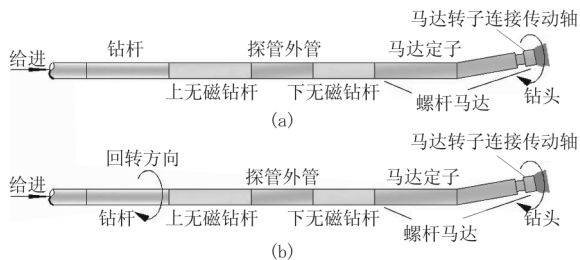 马达转子连接传动轴
钻杆 探管外管 马达定子
给进
上无磁钻杆 下无磁钻杆 螺杆马达 钻头
(a)
马达转子连接传动轴
回转方向
给进 探管外管 马达定子
钻杆 上无磁钻杆 下无磁钻杆 螺杆马达 钻头
(b)